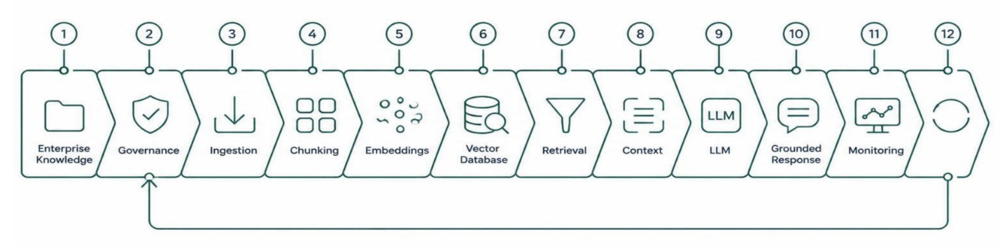 1
2
3
4
5
6
7
8
9
10
11
12
Enterprise
Knowledge
Governance
Ingestion
Chunking
Embeddings
Vector
Database
Retrieval
Context
LLM
LLM
Grounded
Response
Monitoring